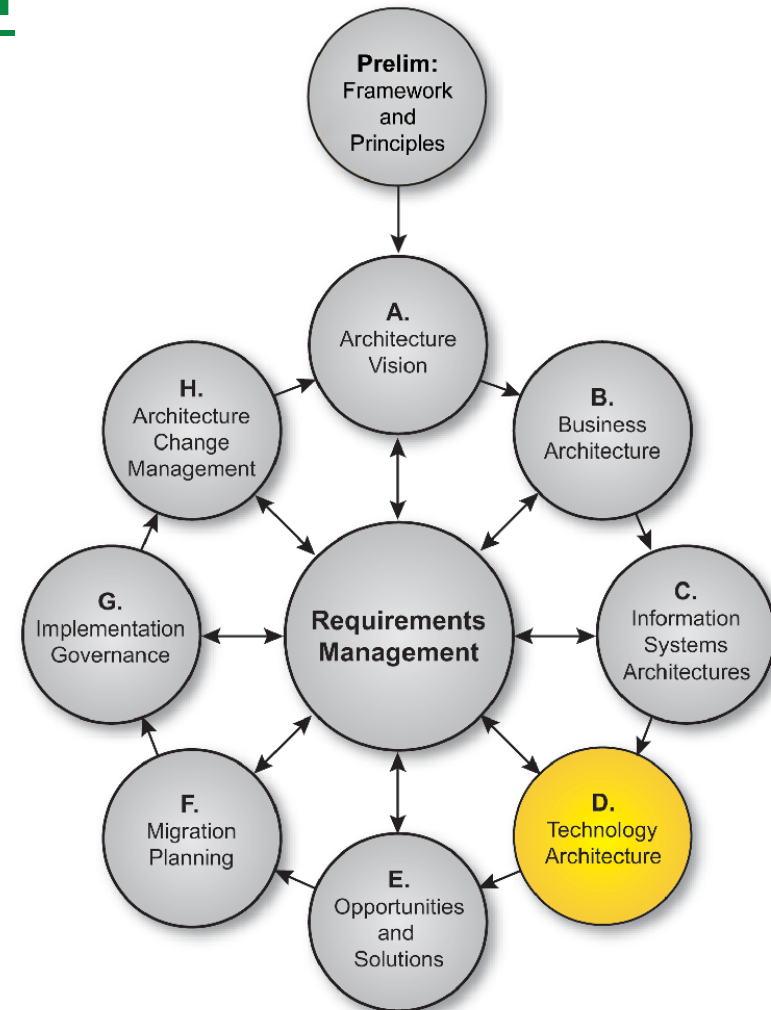 Prelim:
Framework
and
Principles
A.
Architecture
Vision
B.
Business
Architecture
C.
Information
Systems
Architectures
D.
Technology
Architecture
E.
Opportunities
and
Solutions
F.
Migration
Planning
G.
Implementation
Governance
H.
Architecture
Change
Management
Requirements
Management